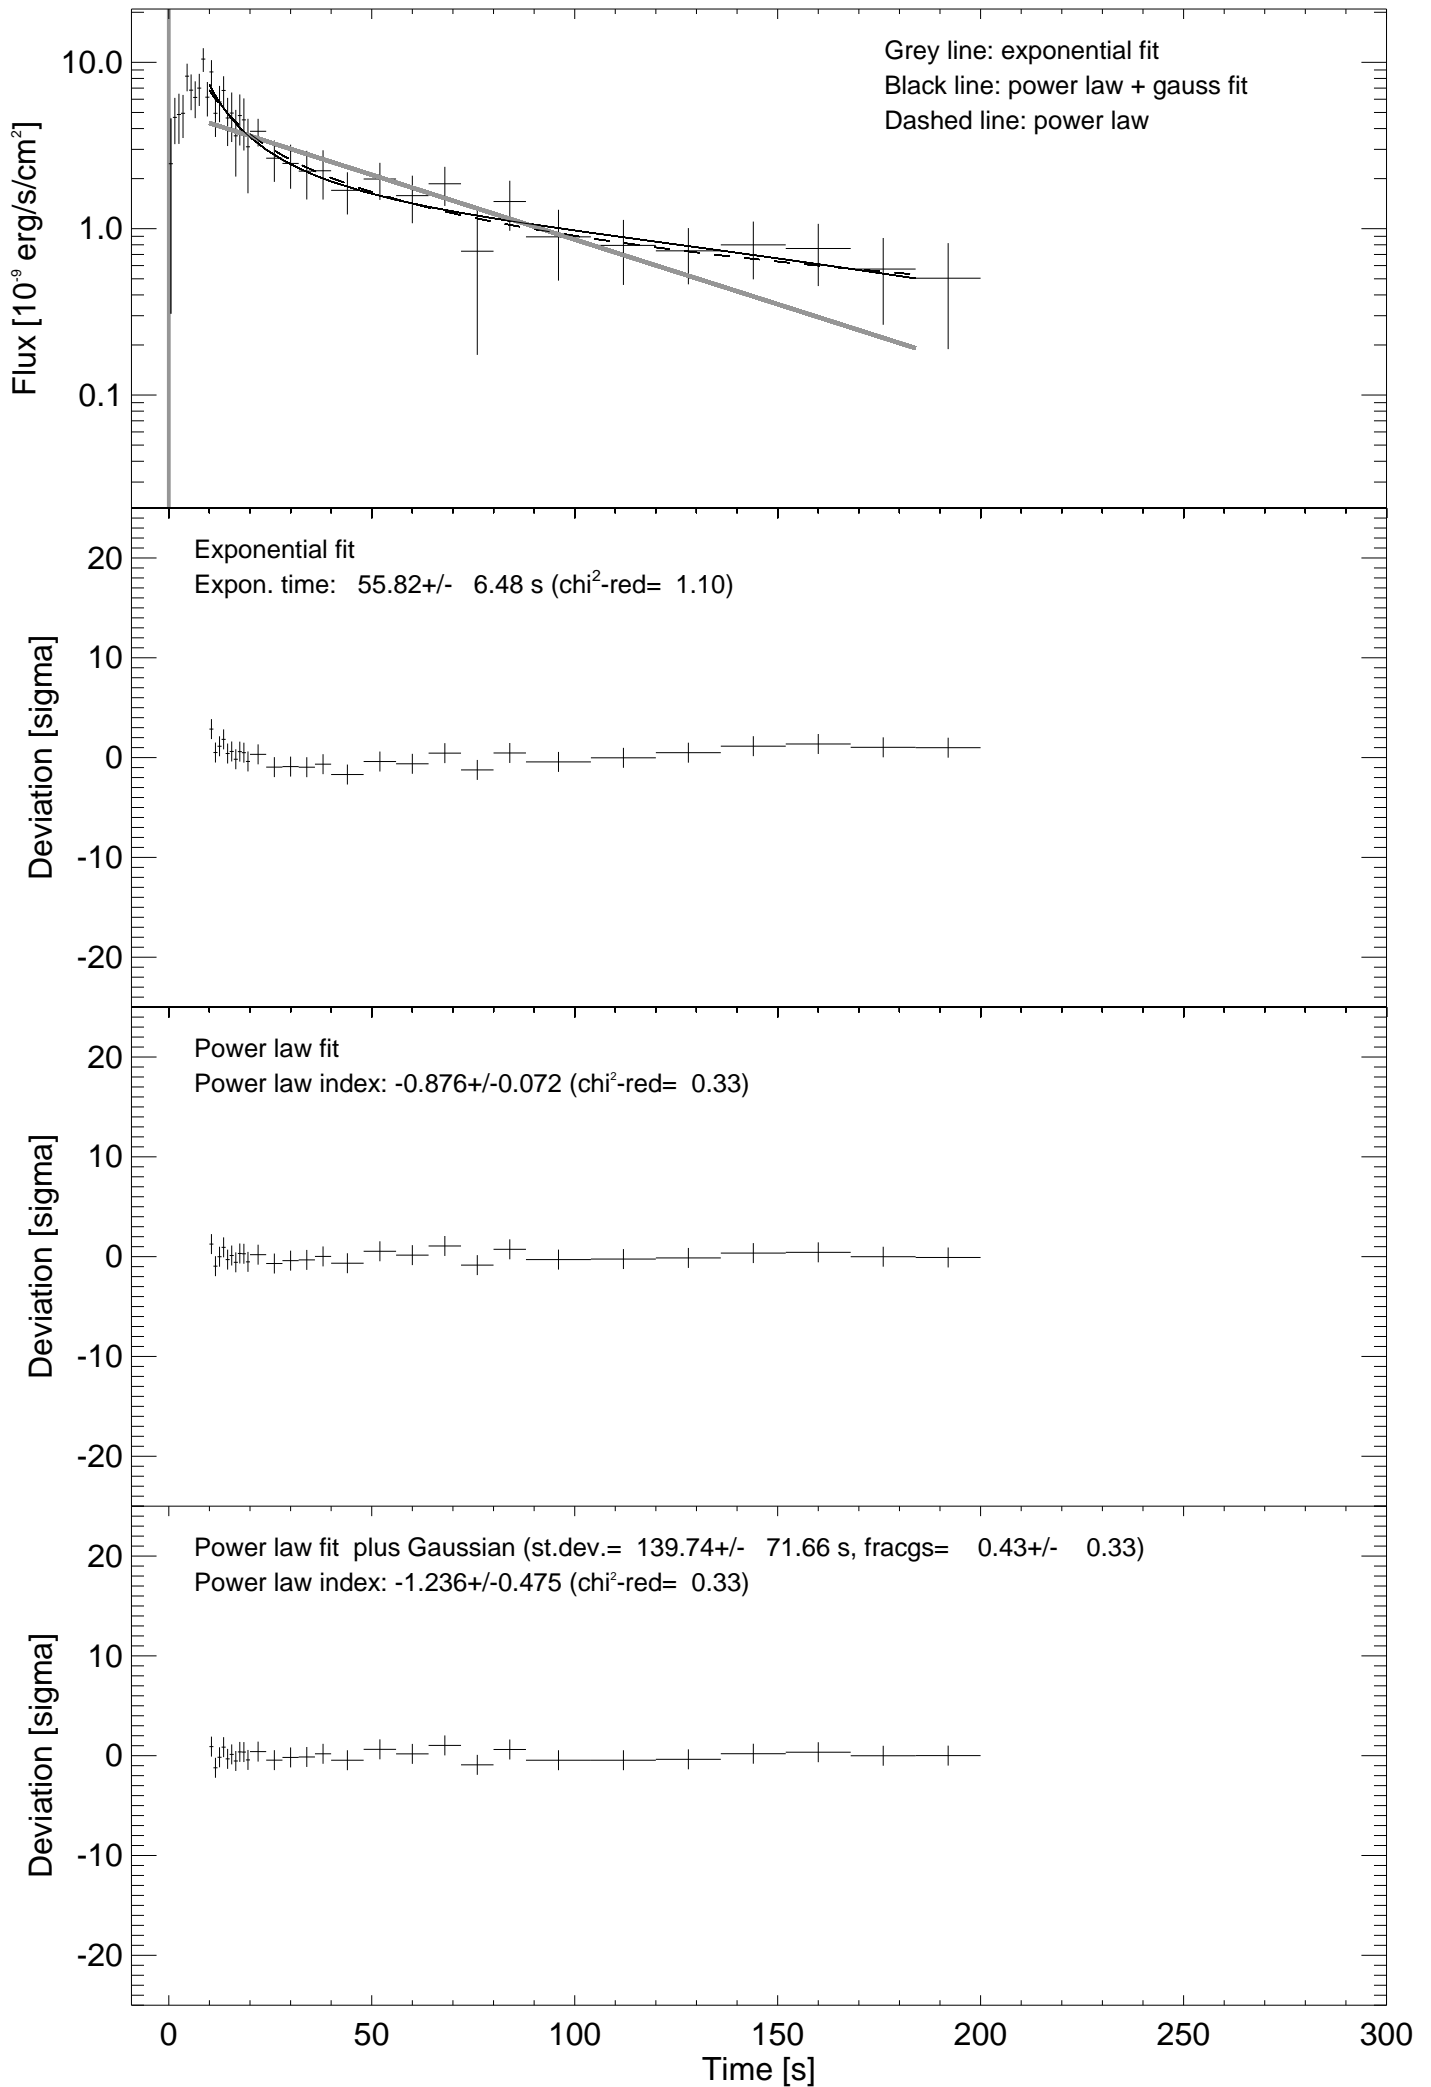 Grey line: exponential fit
Black line: power law + gauss fit
Dashed line: power law
10.0
1.0
0.1
Flux [10⁻⁹ erg/s/cm²]
Exponential fit
Expon. time: 55.82+/- 6.48 s (chi²-red= 1.10)
20
10
0
-10
-20
Deviation [sigma]
Power law fit
Power law index: -0.876+/-0.072 (chi²-red= 0.33)
20
10
0
-10
-20
Deviation [sigma]
Power law fit plus Gaussian (st.dev.= 139.74+/- 71.66 s, fracgs= 0.43+/- 0.33)
Power law index: -1.236+/-0.475 (chi²-red= 0.33)
20
10
0
-10
-20
Deviation [sigma]
0 50 100 150 200 250 300
Time [s]